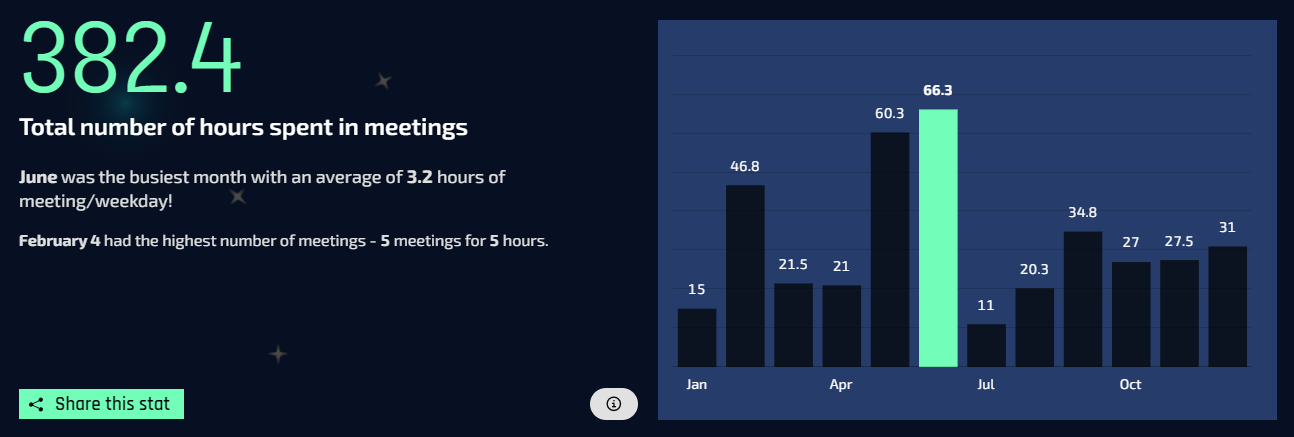 382.4
Total number of hours spent in meetings
June was the busiest month with an average of 3.2 hours of
meeting/weekday!
February 4 had the highest number of meetings - 5 meetings for 5 hours.
Share this stat
15
46.8
21.5
21
60.3
66.3
11
20.3
34.8
27
27.5
31
Jan
Apr
Jul
Oct